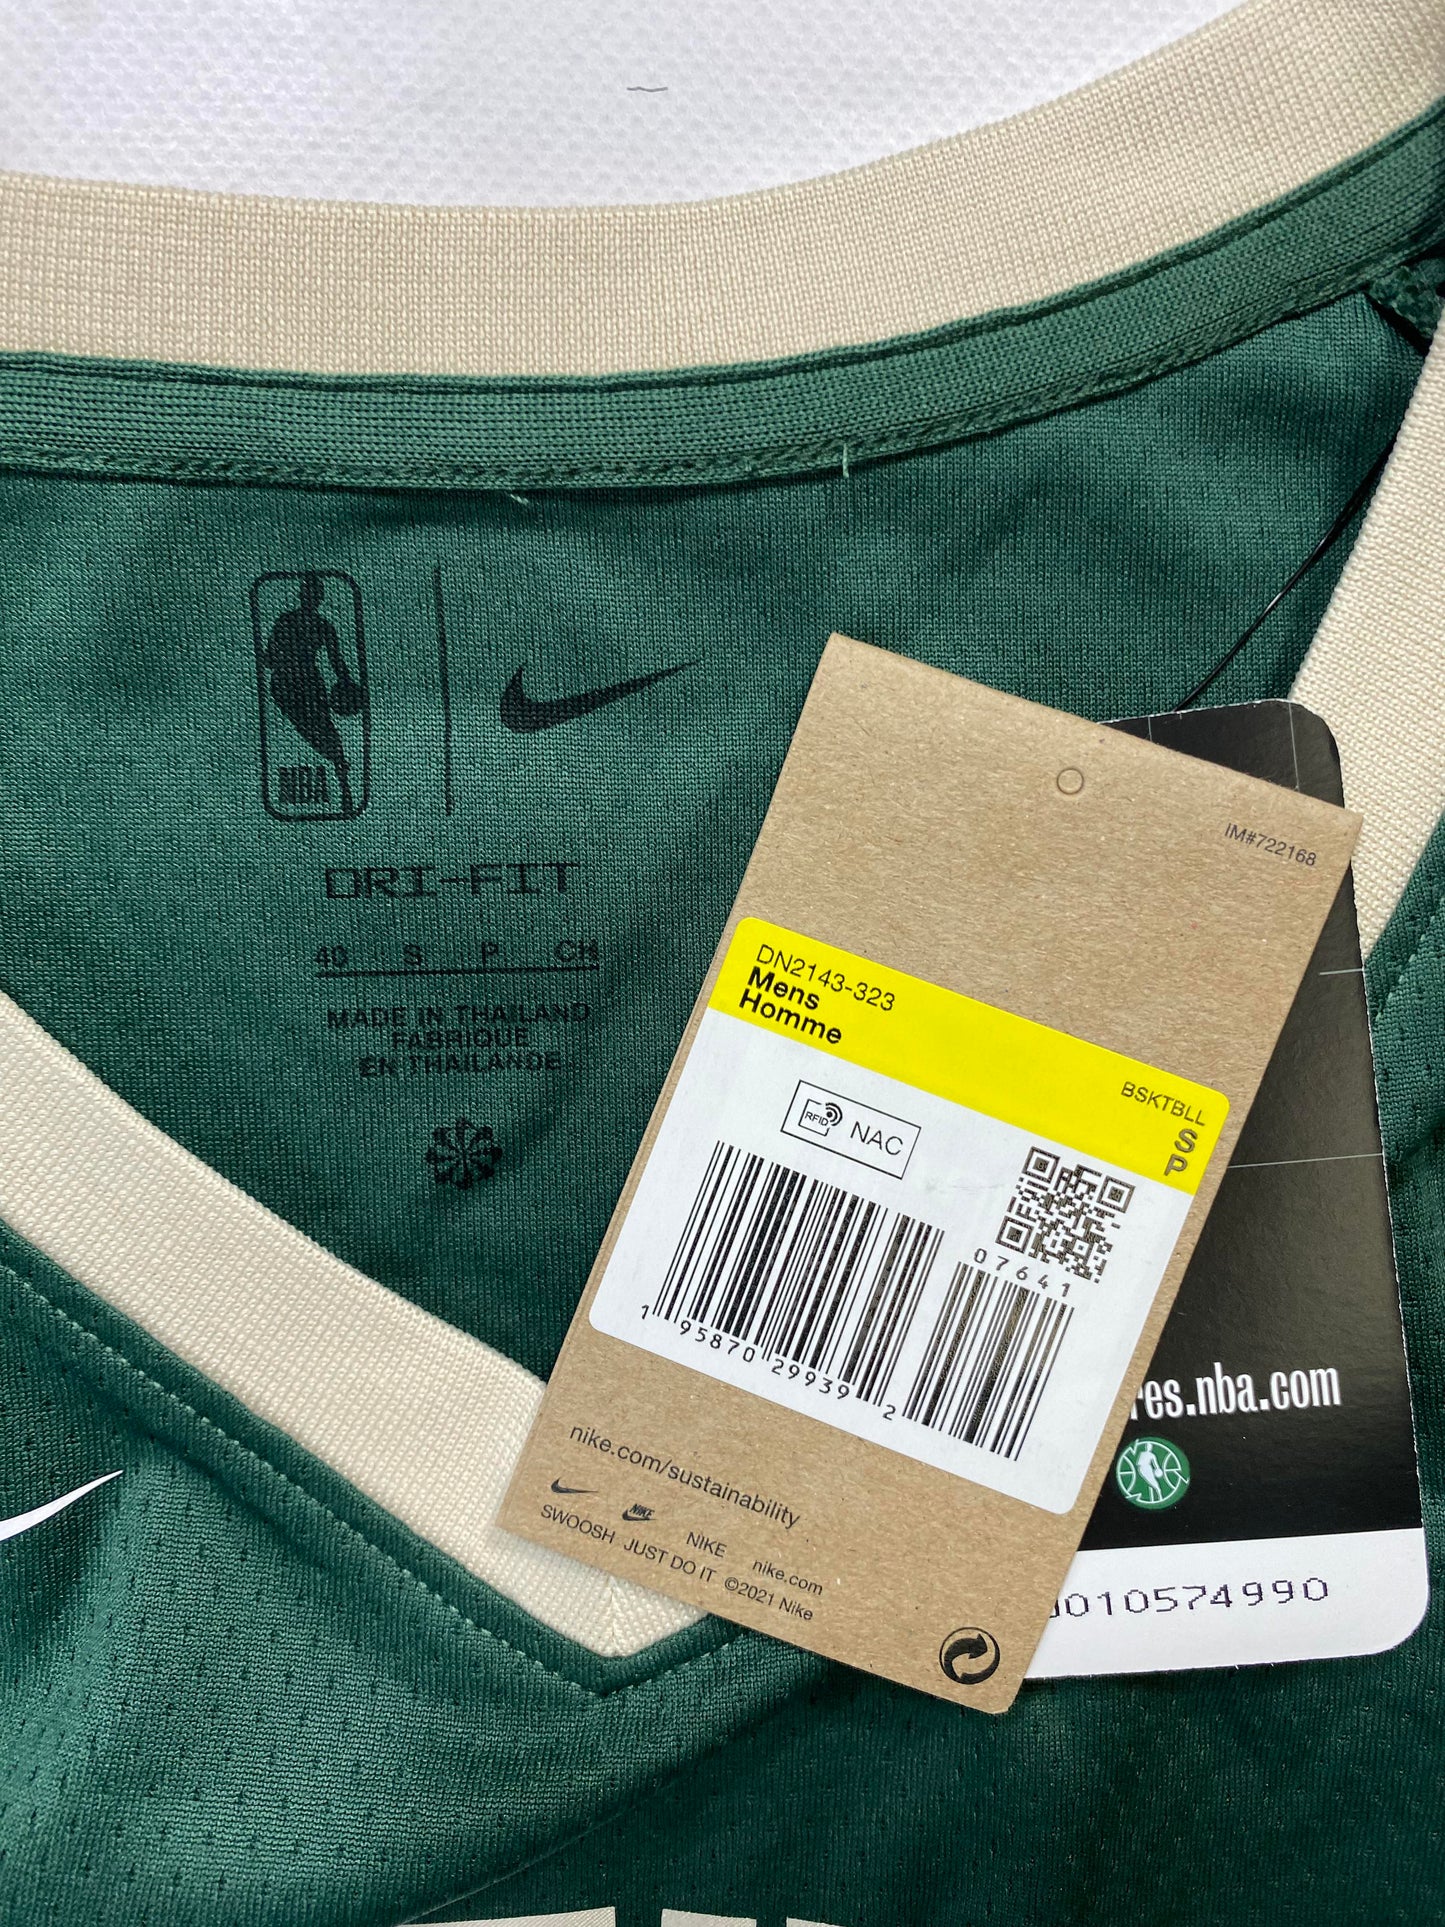 NBA
DRI-FIT
40 S P CH
MADE IN THAILAND
FABRIQUE
EN THAILANDE
IM#722168
DN2143-323
Mens
Homme
BSKTBLL
S
P
RFID NAC
07641
1 95870 29939 2
nike.com/sustainability
NIKE
SWOOSH JUST DO IT NIKE nike.com
©2021 Nike
res.nba.com
0010574990